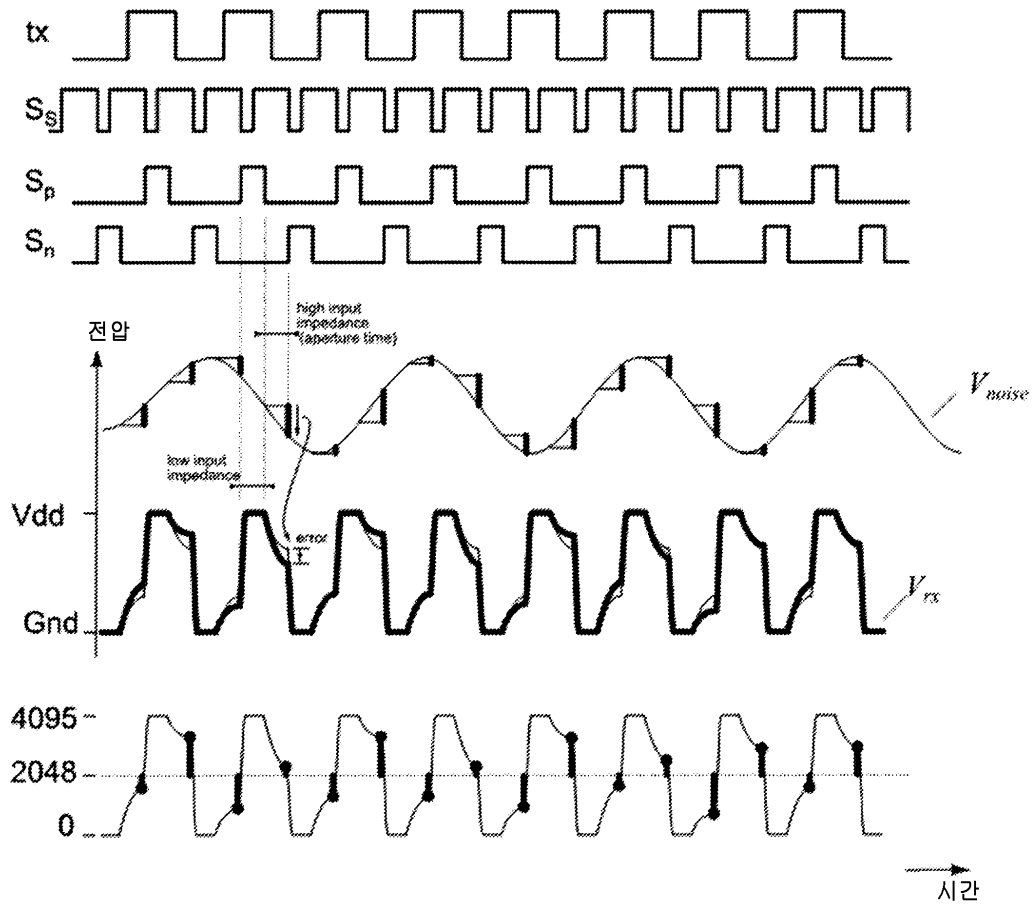 tx
S_S
S_p
S_n
high input
impedance
(aperture time)
전압
V_noise
low input
impedance
Vdd
error
V_rx
Gnd
4095
2048
0
시간